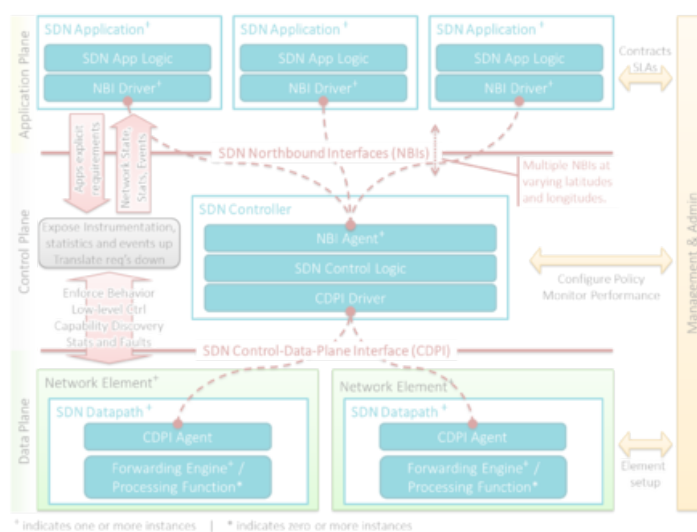 Application Plane
SDN Application⁺
SDN App Logic
NBI Driver⁺
SDN Application⁺
SDN App Logic
NBI Driver⁺
SDN Application⁺
SDN App Logic
NBI Driver⁺
Contracts
SLAs
Apps explicit
requirements
Network State,
Stats, Events
SDN Northbound Interfaces (NBIs)
Multiple NBIs at
varying latitudes
and longitudes.
Control Plane
Expose Instrumentation,
statistics and events up
Translate req's down
SDN Controller
NBI Agent⁺
SDN Control Logic
CDPI Driver
Configure Policy
Monitor Performance
Management & Admin
Enforce Behavior
Low-level Ctrl
Capability Discovery
Stats and Faults
SDN Control-Data-Plane Interface (CDPI)
Data Plane
Network Element⁺
SDN Datapath⁺
CDPI Agent
Forwarding Engine⁺ /
Processing Function*
Network Element⁺
SDN Datapath⁺
CDPI Agent
Forwarding Engine⁺ /
Processing Function*
Element
setup
⁺ indicates one or more instances | * indicates zero or more instances